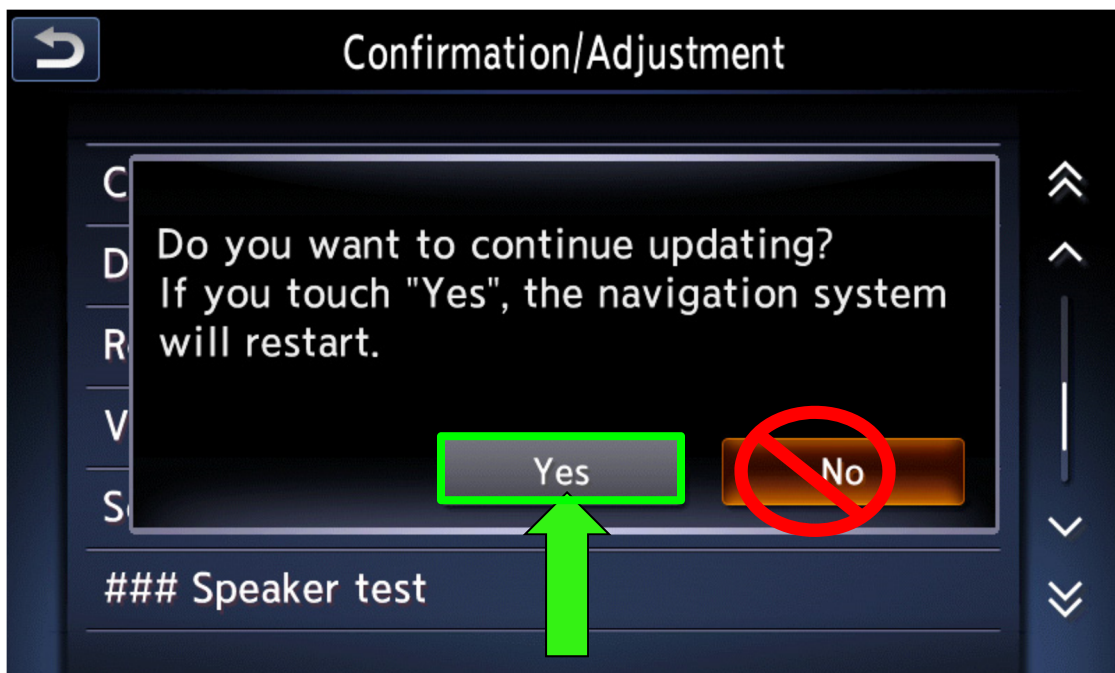 Confirmation/Adjustment
C
D
Do you want to continue updating?
If you touch "Yes", the navigation system
R
will restart.
V
Yes
No
S
### Speaker test